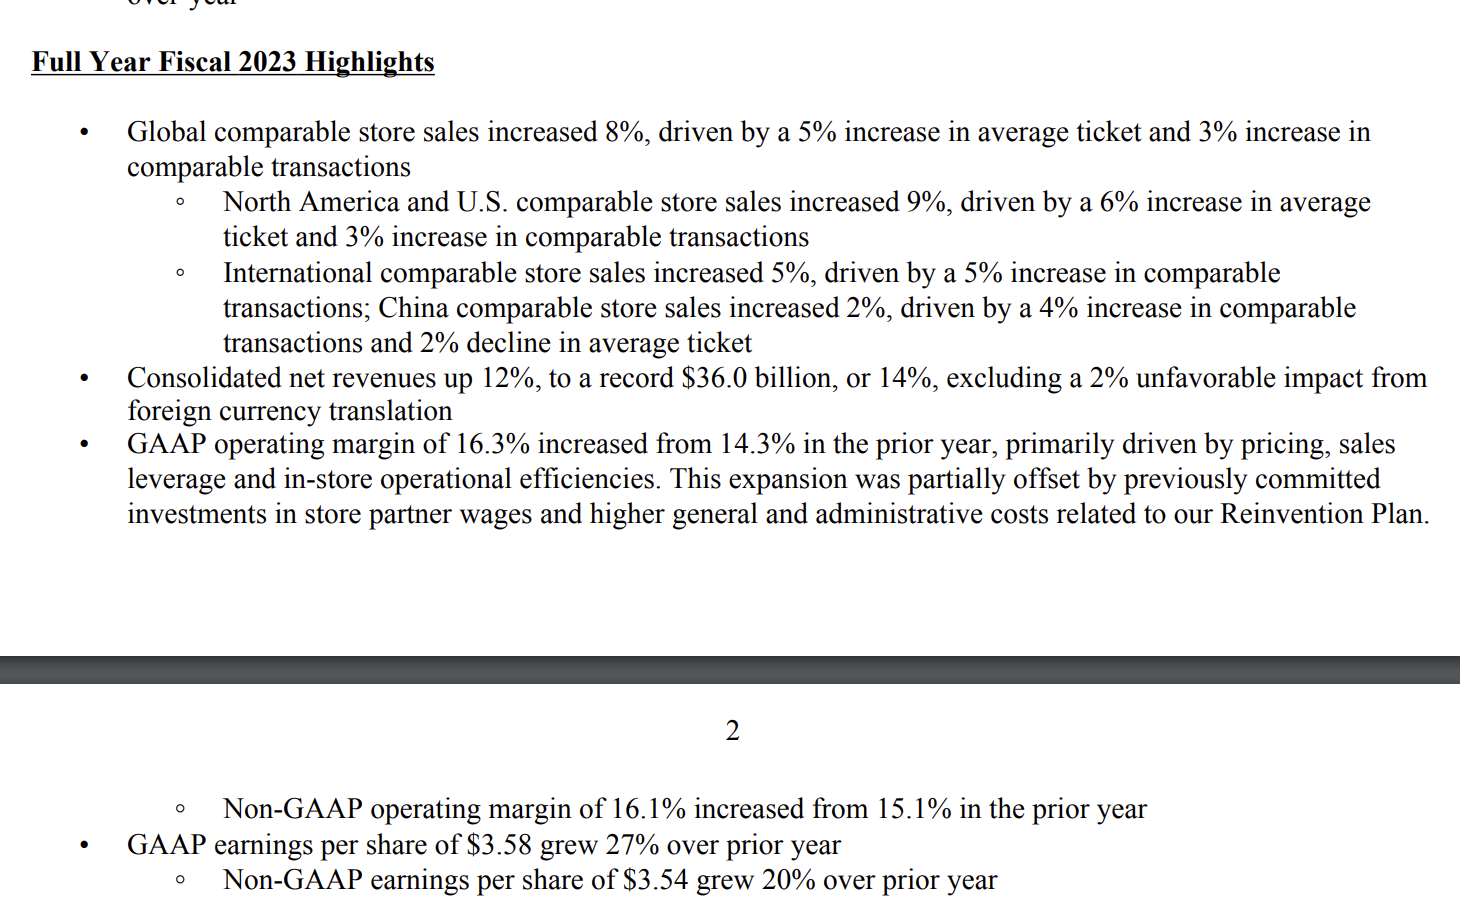 Full Year Fiscal 2023 Highlights
• Global comparable store sales increased 8%, driven by a 5% increase in average ticket and 3% increase in
comparable transactions
◦ North America and U.S. comparable store sales increased 9%, driven by a 6% increase in average
ticket and 3% increase in comparable transactions
◦ International comparable store sales increased 5%, driven by a 5% increase in comparable
transactions; China comparable store sales increased 2%, driven by a 4% increase in comparable
transactions and 2% decline in average ticket
• Consolidated net revenues up 12%, to a record $36.0 billion, or 14%, excluding a 2% unfavorable impact from
foreign currency translation
• GAAP operating margin of 16.3% increased from 14.3% in the prior year, primarily driven by pricing, sales
leverage and in-store operational efficiencies. This expansion was partially offset by previously committed
investments in store partner wages and higher general and administrative costs related to our Reinvention Plan.
2
◦ Non-GAAP operating margin of 16.1% increased from 15.1% in the prior year
• GAAP earnings per share of $3.58 grew 27% over prior year
◦ Non-GAAP earnings per share of $3.54 grew 20% over prior year